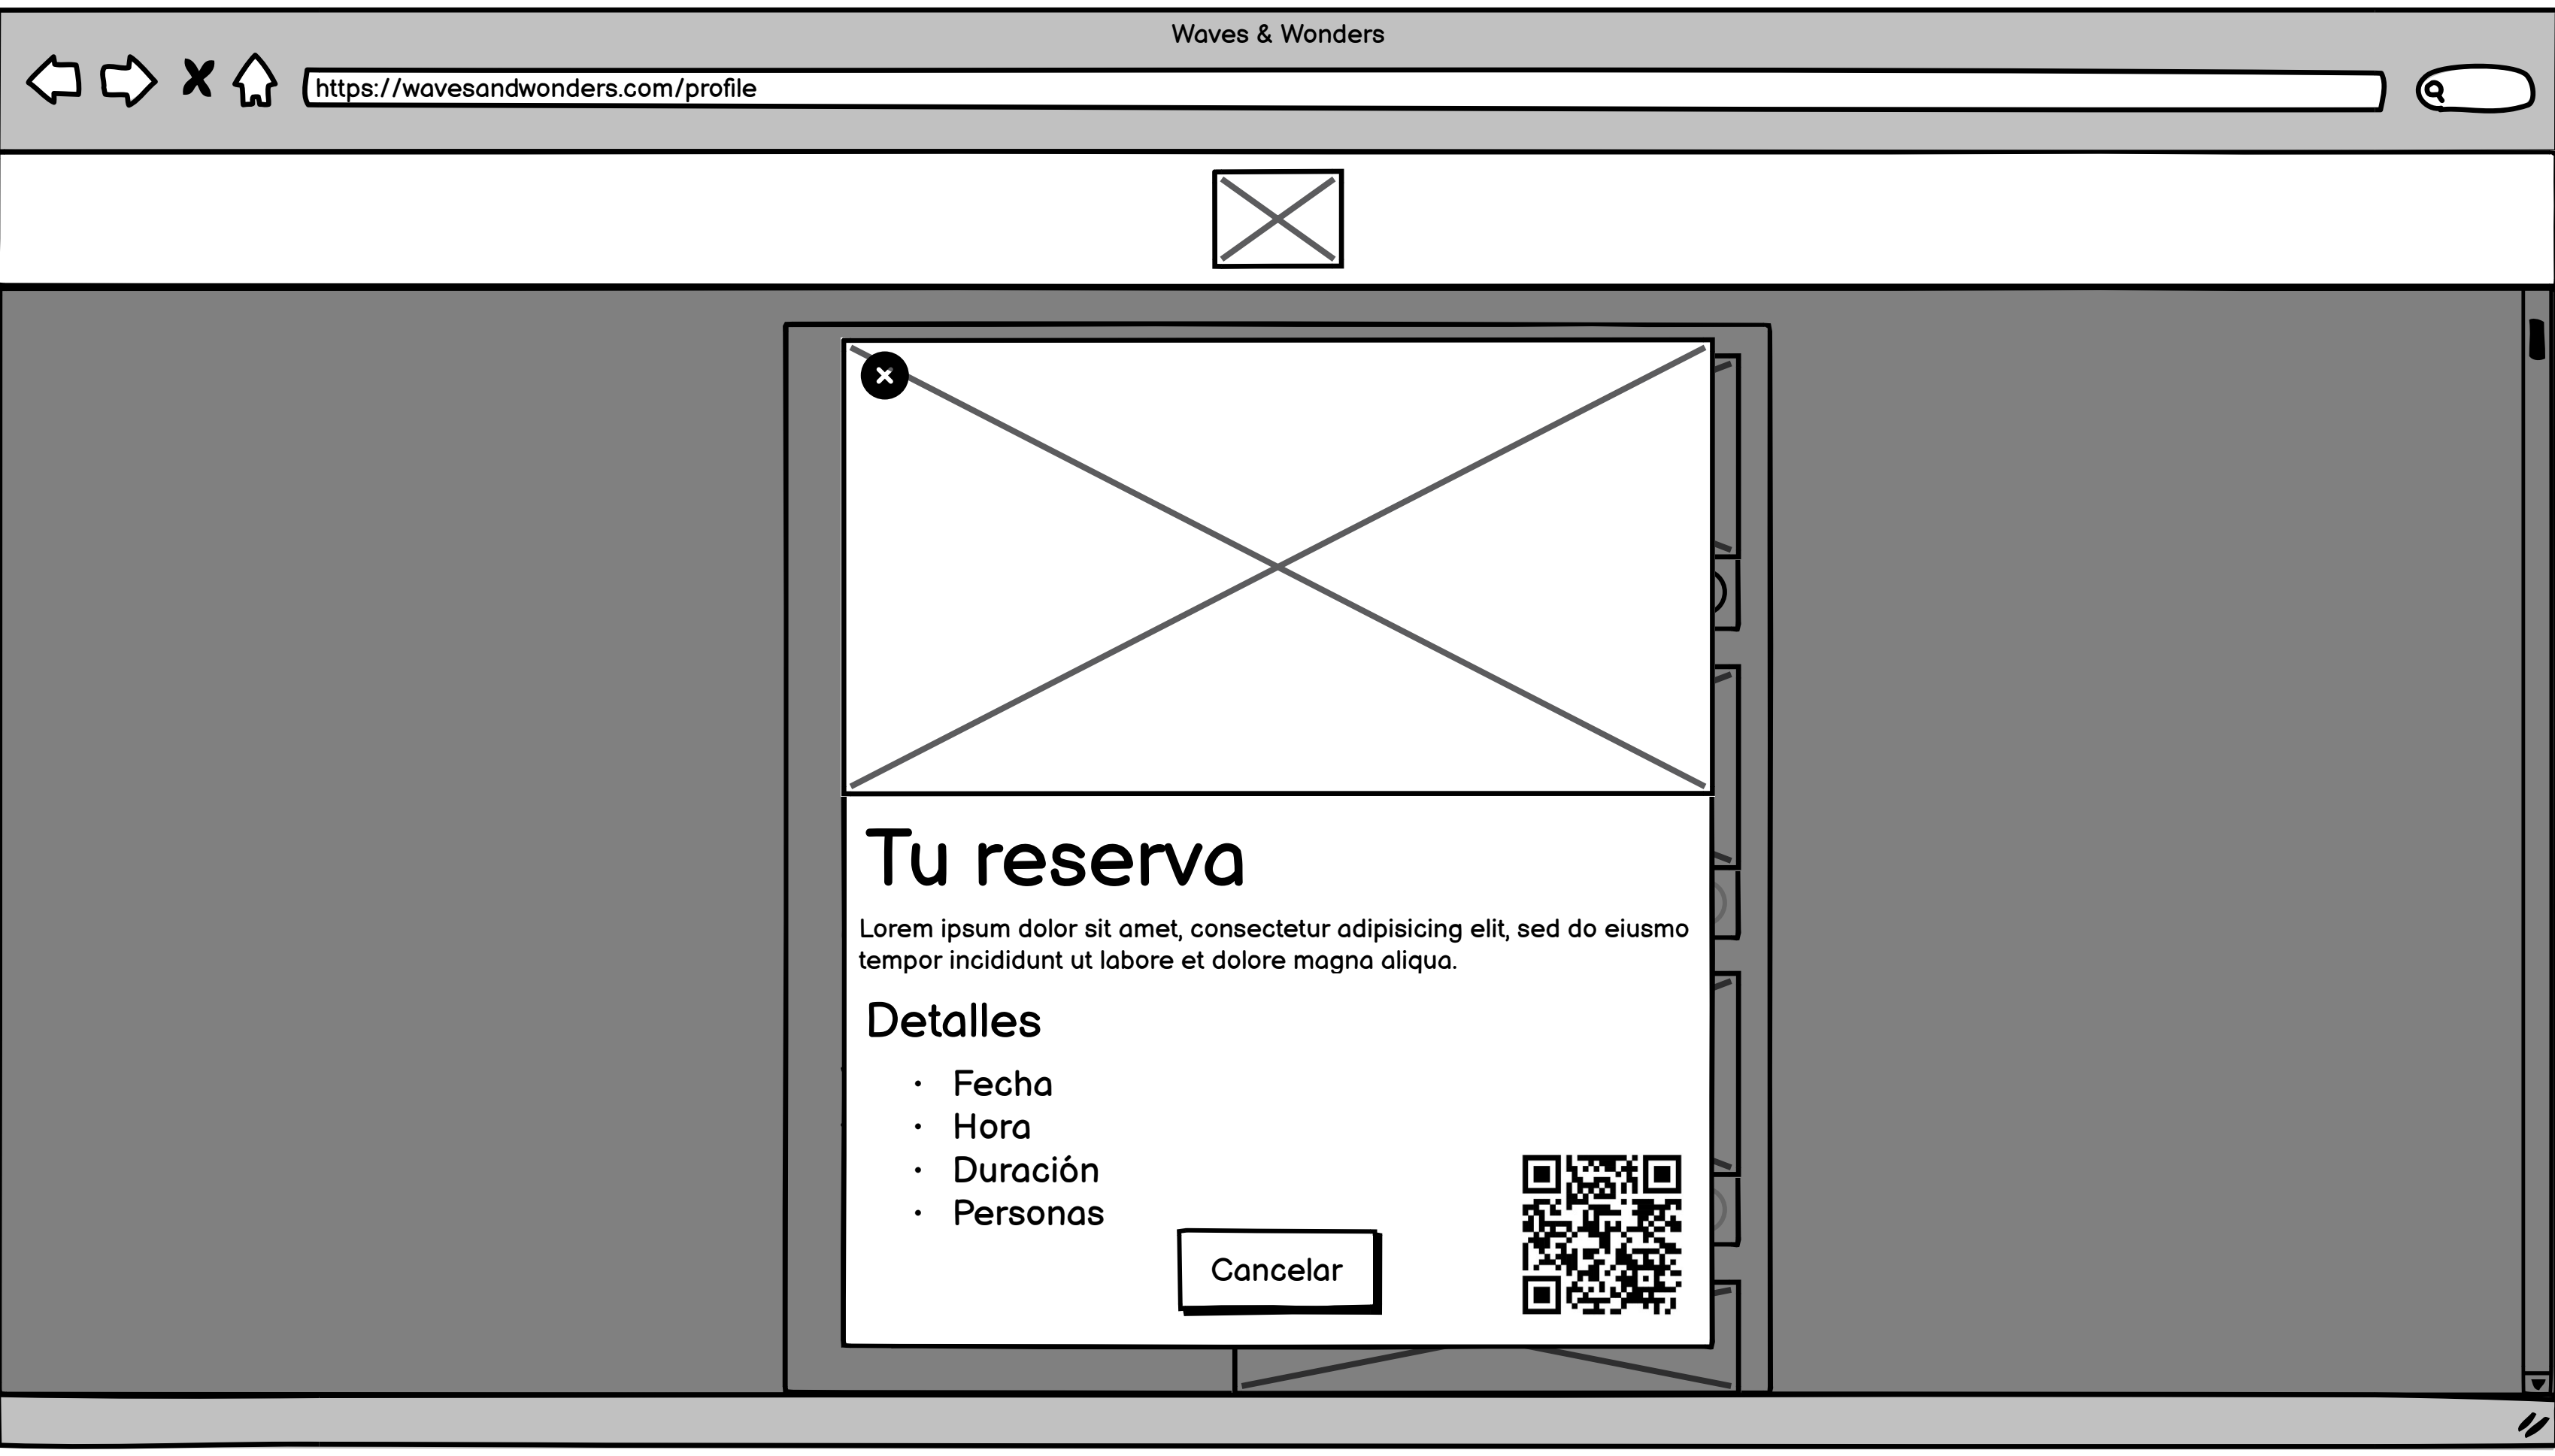 Waves & Wonders
https://wavesandwonders.com/profile
Tu reserva
Lorem ipsum dolor sit amet, consectetur adipisicing elit, sed do eiusmo
tempor incididunt ut labore et dolore magna aliqua.
Detalles
• Fecha
• Hora
• Duración
• Personas
Cancelar